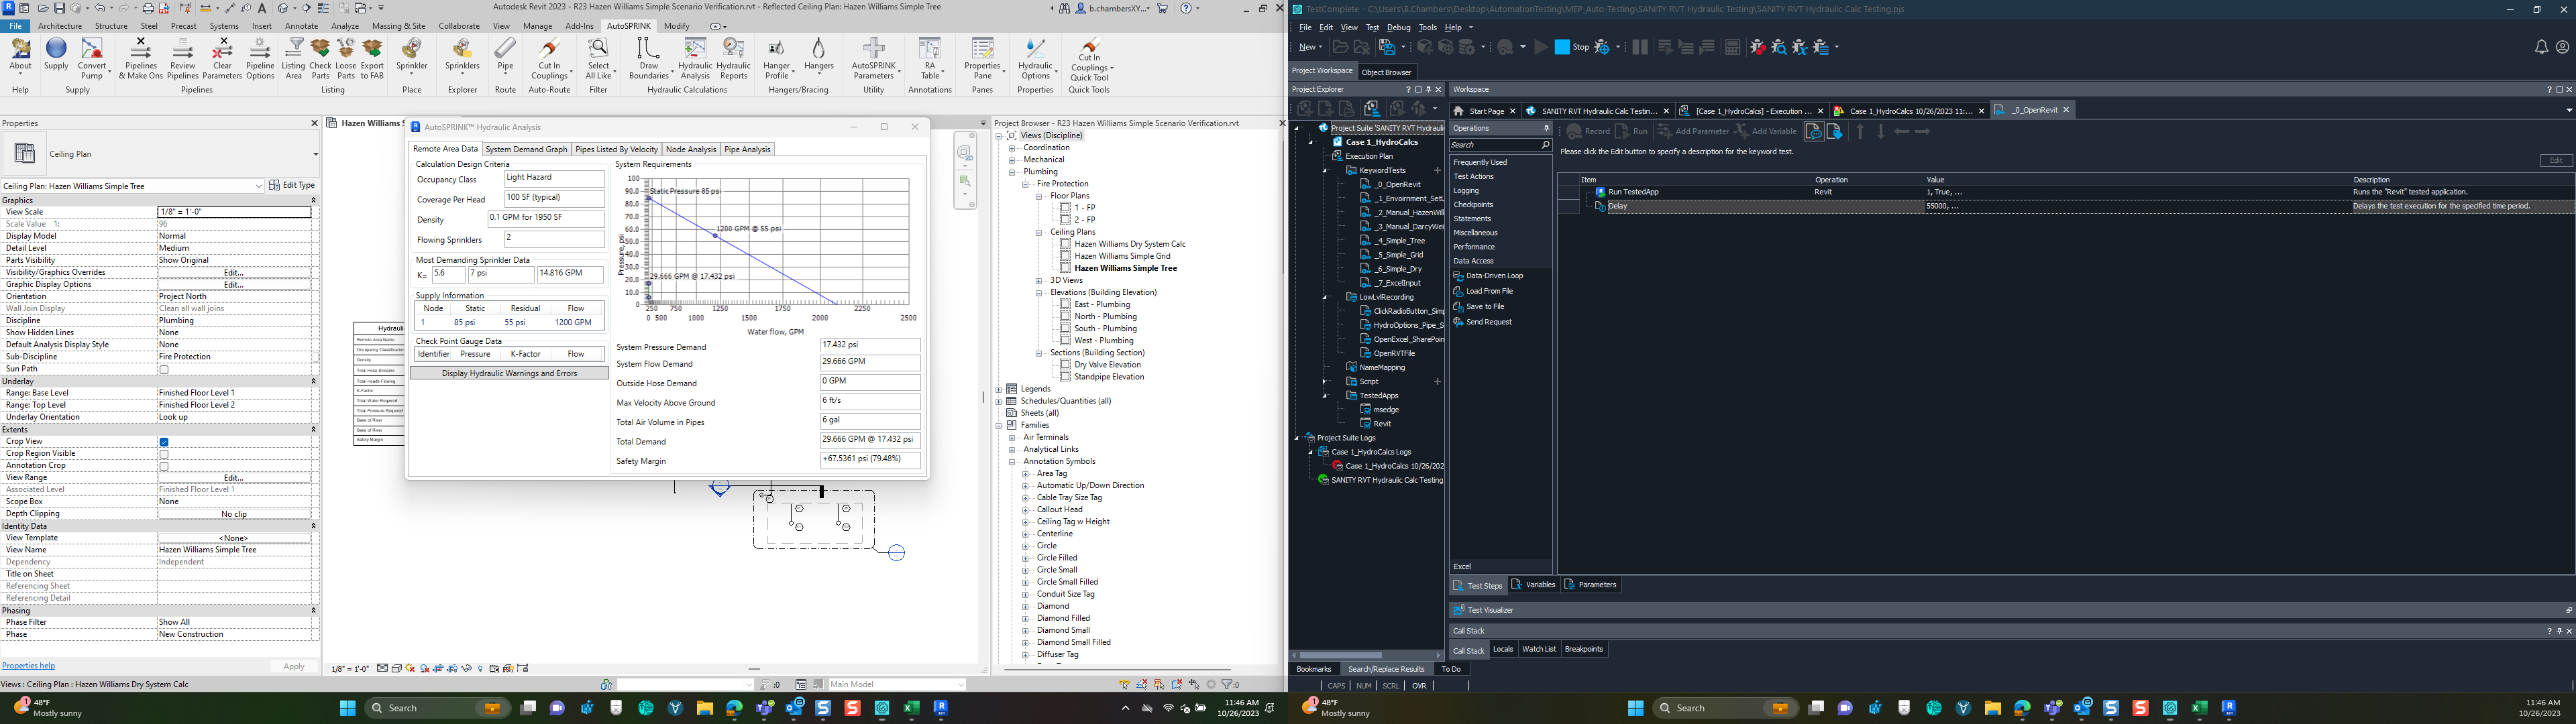 Autodesk Revit 2023 - R23 Hazen Williams Simple Scenario Verification.rvt - Reflected Ceiling Plan: Hazen Williams Simple Tree
b.chambersXY...
File Architecture Structure Steel Precast Systems Insert Annotate Analyze Massing & Site Collaborate View Manage Add-Ins AutoSPRINK Modify
About
Supply
Convert Pump
Pipelines & Make Ons
Review Pipelines
Clear Parameters
Pipeline Options
Listing Area
Check Parts
Loose Parts
Export to FAB
Sprinkler
Sprinklers
Pipe
Cut In Couplings
Select All Like
Draw Boundaries
Hydraulic Analysis
Hydraulic Reports
Hanger Profile
Hangers
AutoSPRINK Parameters
RA Table
Properties Pane
Hydraulic Options
Cut In Couplings Quick Tool
Help Supply Pipelines Listing Place Explorer Route Auto-Route Filter Hydraulic Calculations Hangers/Bracing Utility Annotations Panes Properties Quick Tools
Properties
Ceiling Plan
Ceiling Plan: Hazen Williams Simple Tree
Edit Type
Graphics
View Scale 1/8" = 1'-0"
Scale Value 1: 96
Display Model Normal
Detail Level Medium
Parts Visibility Show Original
Visibility/Graphics Overrides Edit...
Graphic Display Options Edit...
Orientation Project North
Wall Join Display Clean all wall joins
Discipline Plumbing
Show Hidden Lines None
Default Analysis Display Style None
Sub-Discipline Fire Protection
Sun Path
Underlay
Range: Base Level Finished Floor Level 1
Range: Top Level Finished Floor Level 2
Underlay Orientation Look up
Extents
Crop View
Crop Region Visible
Annotation Crop
View Range Edit...
Associated Level Finished Floor Level 1
Scope Box None
Depth Clipping No clip
Identity Data
View Template <None>
View Name Hazen Williams Simple Tree
Dependency Independent
Title on Sheet
Referencing Sheet
Referencing Detail
Phasing
Phase Filter Show All
Phase New Construction
Properties help
Apply
Hazen Williams S
Hydraulic
Remote Area Name
Occupancy Classification
Density
Total Hose Streams
Total Heads Flowing
K-Factor
Total Water Required
Total Pressure Required
Base of Riser
Base of Riser
Safety Margin
AutoSPRINK™ Hydraulic Analysis
Remote Area Data System Demand Graph Pipes Listed By Velocity Node Analysis Pipe Analysis
Calculation Design Criteria
Occupancy Class Light Hazard
Coverage Per Head 100 SF (typical)
Density 0.1 GPM for 1950 SF
Flowing Sprinklers 2
Most Demanding Sprinkler Data
K= 5.6 7 psi 14.816 GPM
Supply Information
Node Static Residual Flow
1 85 psi 55 psi 1200 GPM
Check Point Gauge Data
Identifier Pressure K-Factor Flow
Display Hydraulic Warnings and Errors
System Requirements
Pressure, psi
100
90.0
80.0
70.0
60.0
50.0
40.0
30.0
20.0
10.0
0
Static Pressure 85 psi
1200 GPM @ 55 psi
29.666 GPM @ 17.432 psi
250 750 1250 1750 2250
0 500 1000 1500 2000 2500
Water flow, GPM
System Pressure Demand 17.432 psi
System Flow Demand 29.666 GPM
Outside Hose Demand 0 GPM
Max Velocity Above Ground 6 ft/s
Total Air Volume in Pipes 6 gal
Total Demand 29.666 GPM @ 17.432 psi
Safety Margin +67.5361 psi (79.48%)
1/8" = 1'-0"
Views : Ceiling Plan : Hazen Williams Dry System Calc
:0
Main Model
:0
Project Browser - R23 Hazen Williams Simple Scenario Verification.rvt
Views (Discipline)
Coordination
Mechanical
Plumbing
Fire Protection
Floor Plans
1 - FP
2 - FP
Ceiling Plans
Hazen Williams Dry System Calc
Hazen Williams Simple Grid
Hazen Williams Simple Tree
3D Views
Elevations (Building Elevation)
East - Plumbing
North - Plumbing
South - Plumbing
West - Plumbing
Sections (Building Section)
Dry Valve Elevation
Standpipe Elevation
Legends
Schedules/Quantities (all)
Sheets (all)
Families
Air Terminals
Analytical Links
Annotation Symbols
Area Tag
Automatic Up/Down Direction
Cable Tray Size Tag
Callout Head
Ceiling Tag w Height
Centerline
Circle
Circle Filled
Circle Small
Circle Small Filled
Conduit Size Tag
Diamond
Diamond Filled
Diamond Small
Diamond Small Filled
Diffuser Tag
48°F
Mostly sunny
Search
11:46 AM
10/26/2023
TestComplete - C:\Users\B.Chambers\Desktop\AutomationTesting\MEP_Auto-Testing\SANITY RVT Hydraulic Testing\SANITY RVT Hydraulic Calc Testing.pjs
File Edit View Test Debug Tools Help
New
Stop
Project Workspace Object Browser
Project Explorer
Workspace
Project Suite 'SANITY RVT Hydrauli
Case 1_HydroCalcs
Execution Plan
KeywordTests
_0_OpenRevit
_1_Envoirnment_SetU
_2_Manual_HazenWill
_3_Manual_DarcyWei
_4_Simple_Tree
_5_Simple_Grid
_6_Simple_Dry
_7_ExcelInput
LowLvlRecording
ClickRadioButton_Simp
HydroOptions_Pipe_S
OpenExcel_SharePoin
OpenRVTFile
NameMapping
Script
TestedApps
msedge
Revit
Project Suite Logs
Case 1_HydroCalcs Logs
Case 1_HydroCalcs 10/26/202
SANITY RVT Hydraulic Calc Testing
Start Page SANITY RVT Hydraulic Calc Testin... [Case 1_HydroCalcs] - Execution ... Case 1_HydroCalcs 10/26/2023 11:... _0_OpenRevit
Operations
Search
Frequently Used
Test Actions
Logging
Checkpoints
Statements
Miscellaneous
Performance
Data Access
Data-Driven Loop
Load From File
Save to File
Send Request
Excel
Record Run Add Parameter Add Variable
Please click the Edit button to specify a description for the keyword test.
Edit
Item Operation Value Description
Run TestedApp Revit 1, True, ... Runs the "Revit" tested application.
Delay 55000, ... Delays the test execution for the specified time period.
Test Steps Variables Parameters
Test Visualizer
Call Stack
Call Stack Locals Watch List Breakpoints
Bookmarks Search/Replace Results To Do
CAPS NUM SCRL OVR
48°F
Mostly sunny
Search
11:46 AM
10/26/2023